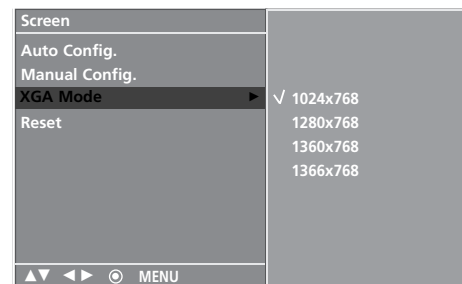 Screen
Auto Config.
Manual Config.
XGA Mode ►
Reset
√ 1024x768
1280x768
1360x768
1366x768
▲▼ ◄► ⦿ MENU